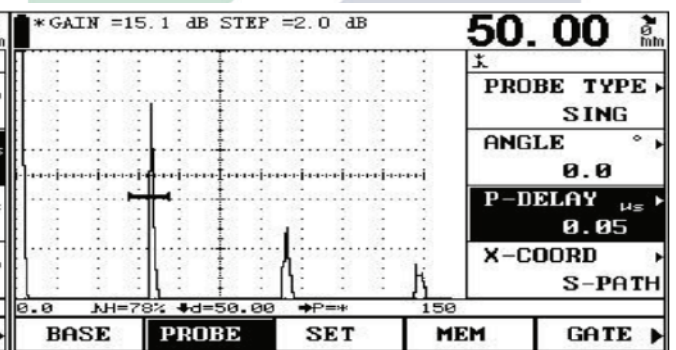 *GAIN =15.1 dB STEP =2.0 dB
50.00
mm
PROBE TYPE
SING
ANGLE °
0.0
P-DELAY µs
0.05
X-COORD
S-PATH
0.0 H=78% d=50.00 P=* 150
BASE PROBE SET MEM GATE